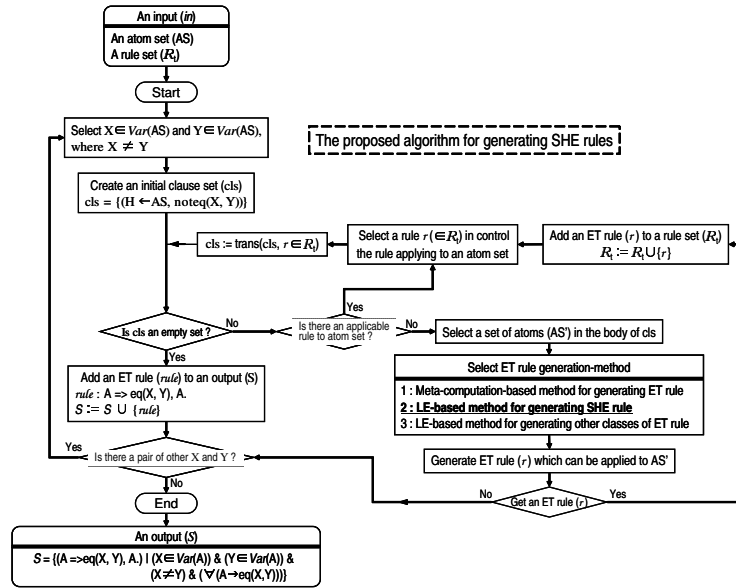 An input (in)
An atom set (AS)
A rule set (Rt)
Start
Select X∈Var(AS) and Y∈Var(AS),
where X ≠ Y
The proposed algorithm for generating SHE rules
Create an initial clause set (cls)
cls = {(H ←AS, noteq(X, Y))}
cls := trans(cls, r ∈ Rt)
Select a rule r (∈Rt) in control
the rule applying to an atom set
Add an ET rule (r) to a rule set (Rt)
Rt := Rt ∪ {r}
Is cls an empty set ?
No
Yes
Is there an applicable
rule to atom set ?
Yes
No
Select a set of atoms (AS') in the body of cls
Select ET rule generation-method
1 : Meta-computation-based method for generating ET rule
2 : LE-based method for generating SHE rule
3 : LE-based method for generating other classes of ET rule
Add an ET rule (rule) to an output (S)
rule : A => eq(X, Y), A.
S := S ∪ {rule}
Generate ET rule (r) which can be applied to AS'
Yes
Is there a pair of other X and Y ?
No
No
Get an ET rule (r)
Yes
End
An output (S)
S = {(A =>eq(X, Y), A.) | (X∈Var(A)) & (Y∈Var(A)) &
(X≠Y) & (∀(A→eq(X,Y)))}